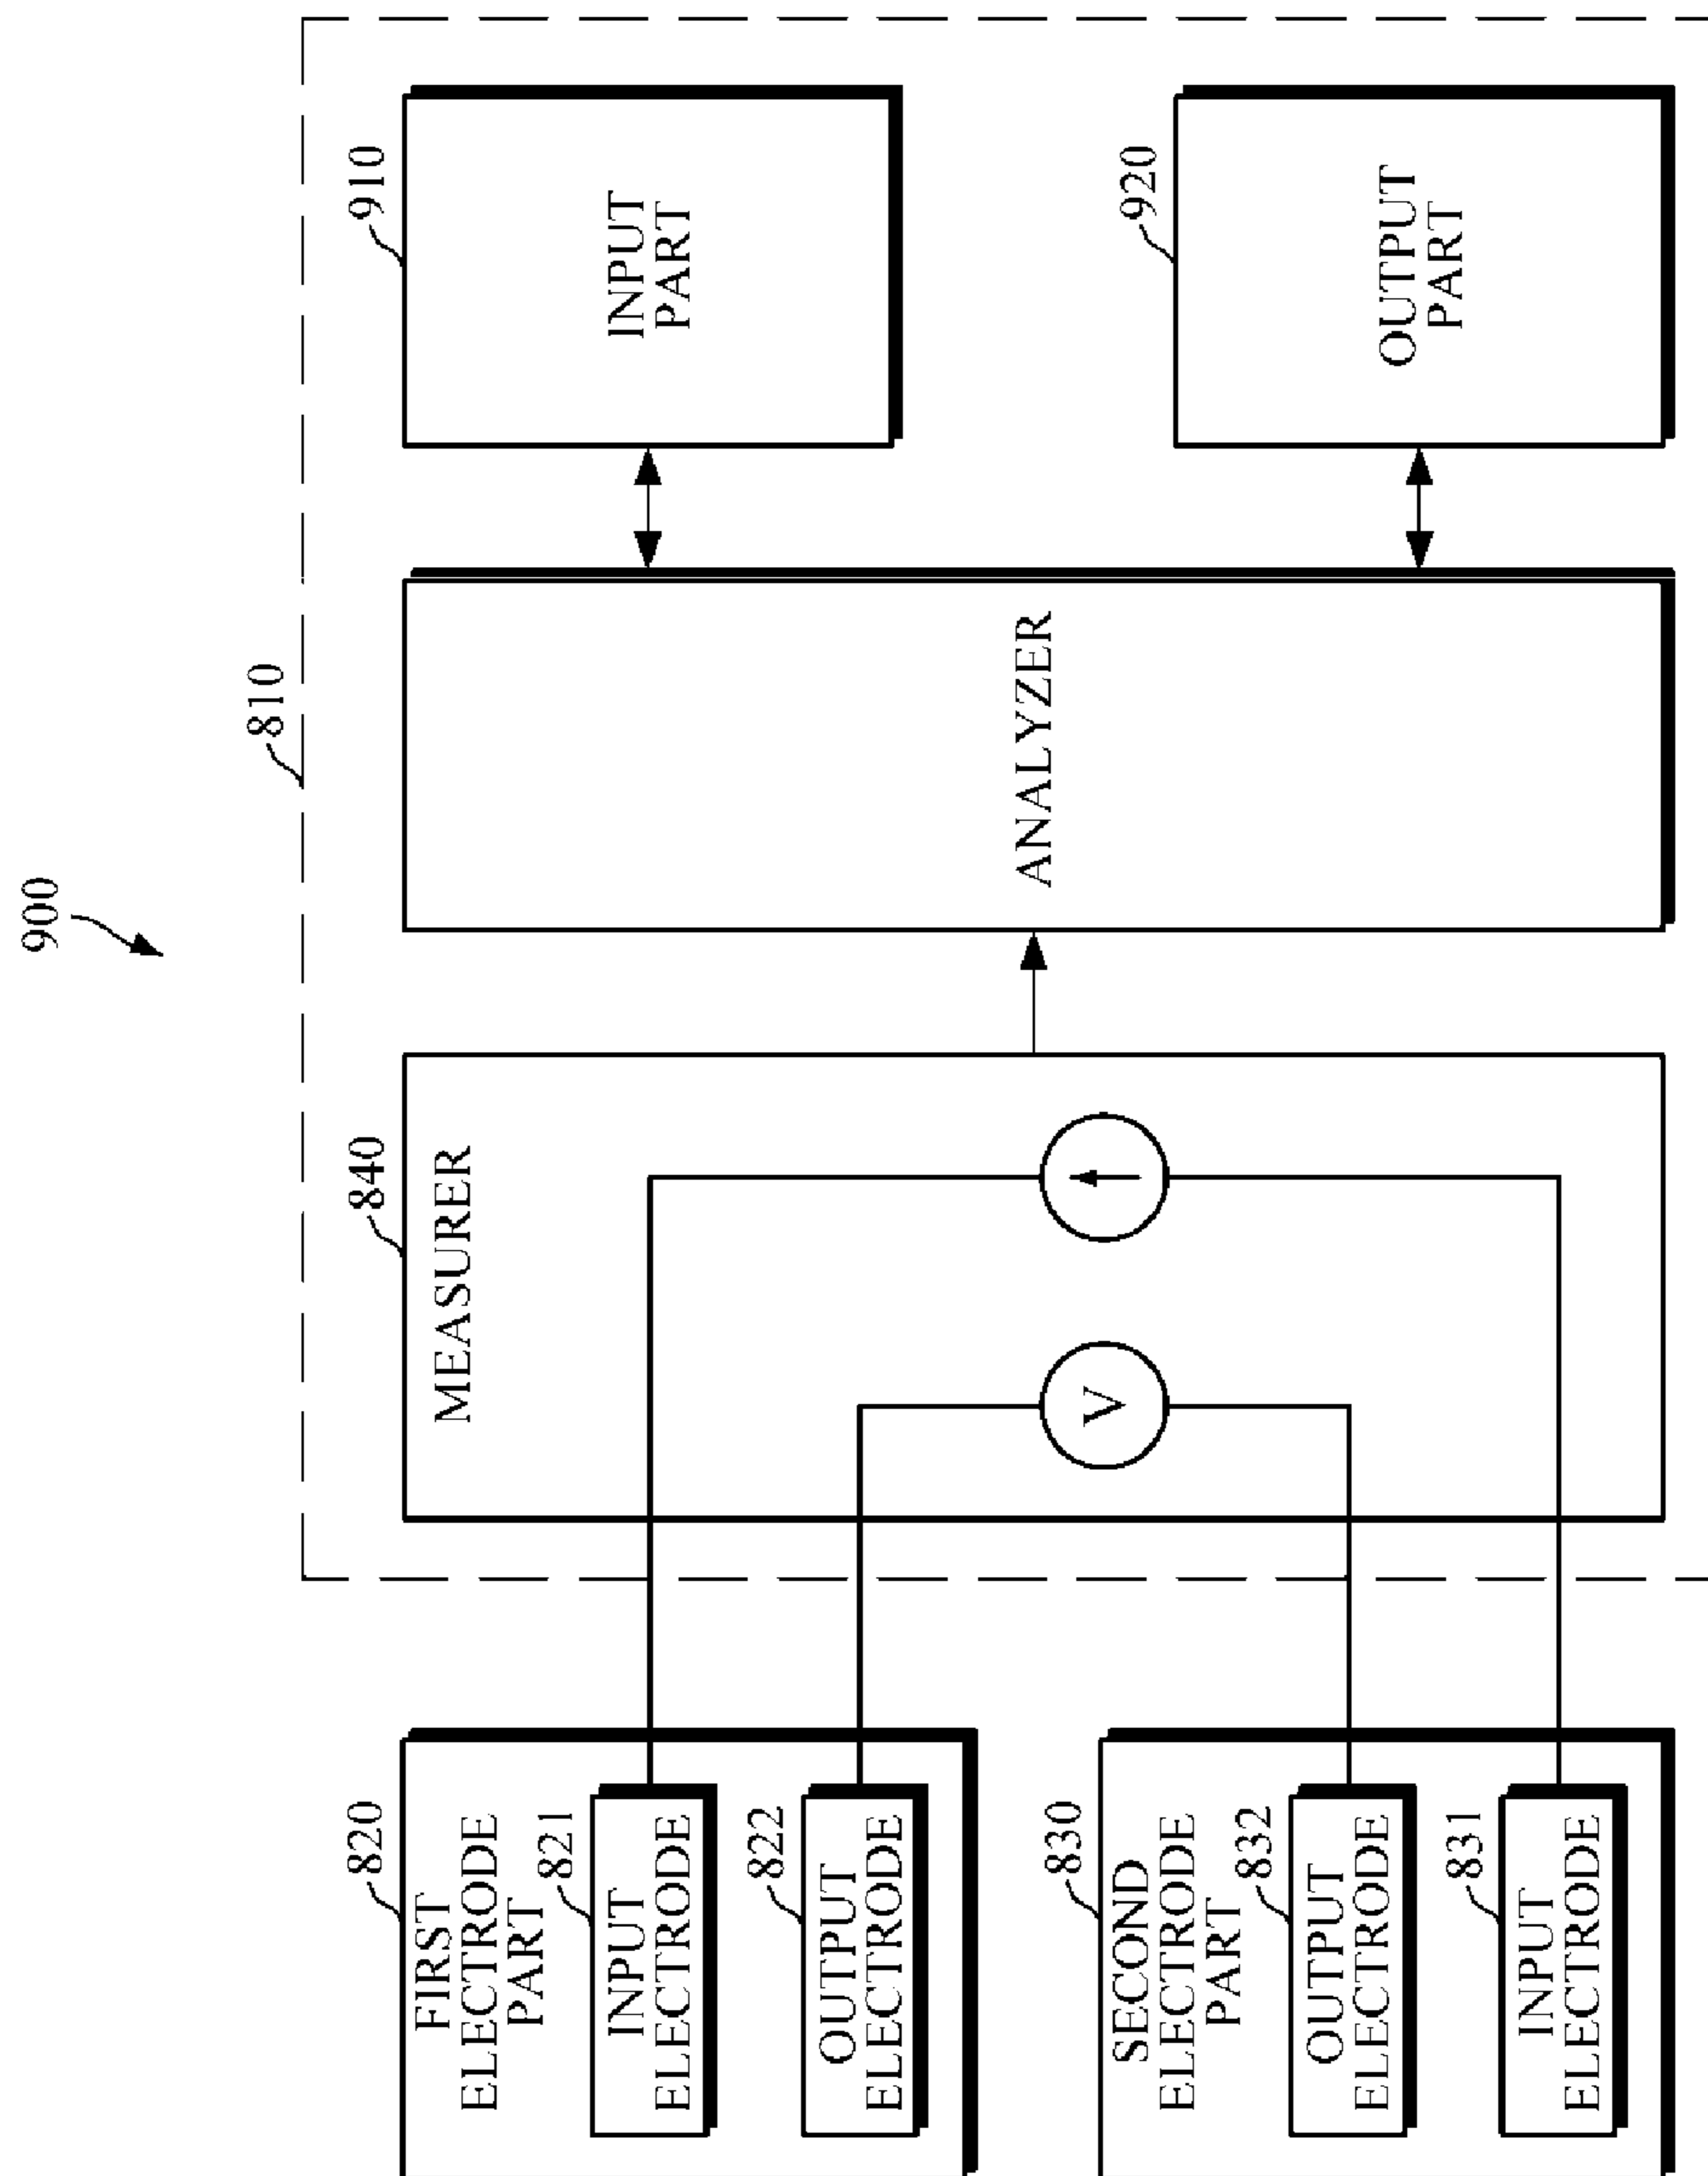 900
810
820
FIRST
ELECTRODE
PART
821
INPUT
ELECTRODE
822
OUTPUT
ELECTRODE
830
SECOND
ELECTRODE
PART
832
OUTPUT
ELECTRODE
831
INPUT
ELECTRODE
840
MEASURER
V
ANALYZER
910
INPUT
PART
920
OUTPUT
PART